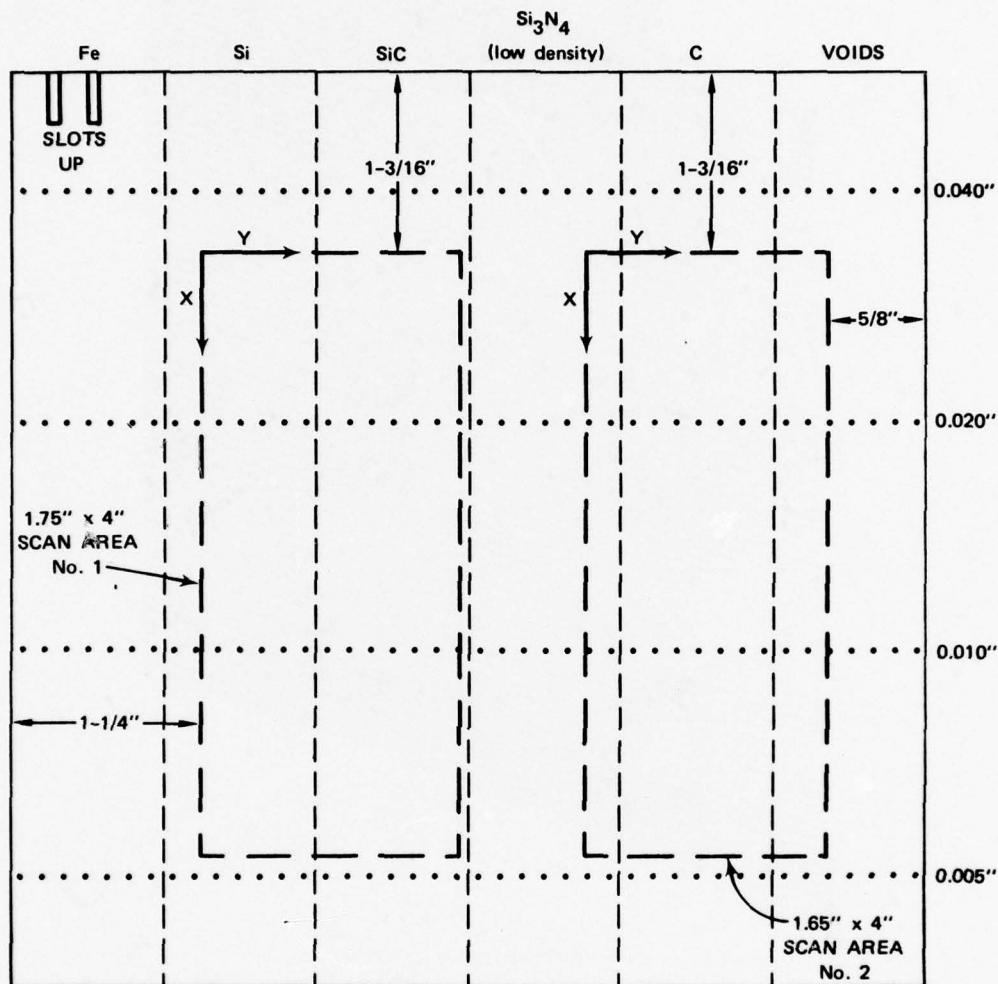 Si₃N₄
Fe Si SiC (low density) C VOIDS
SLOTS
UP
1-3/16"
1-3/16"
0.040"
Y
Y
X
X
5/8"
0.020"
1.75" x 4"
SCAN AREA
No. 1
0.010"
1-1/4"
0.005"
1.65" x 4"
SCAN AREA
No. 2